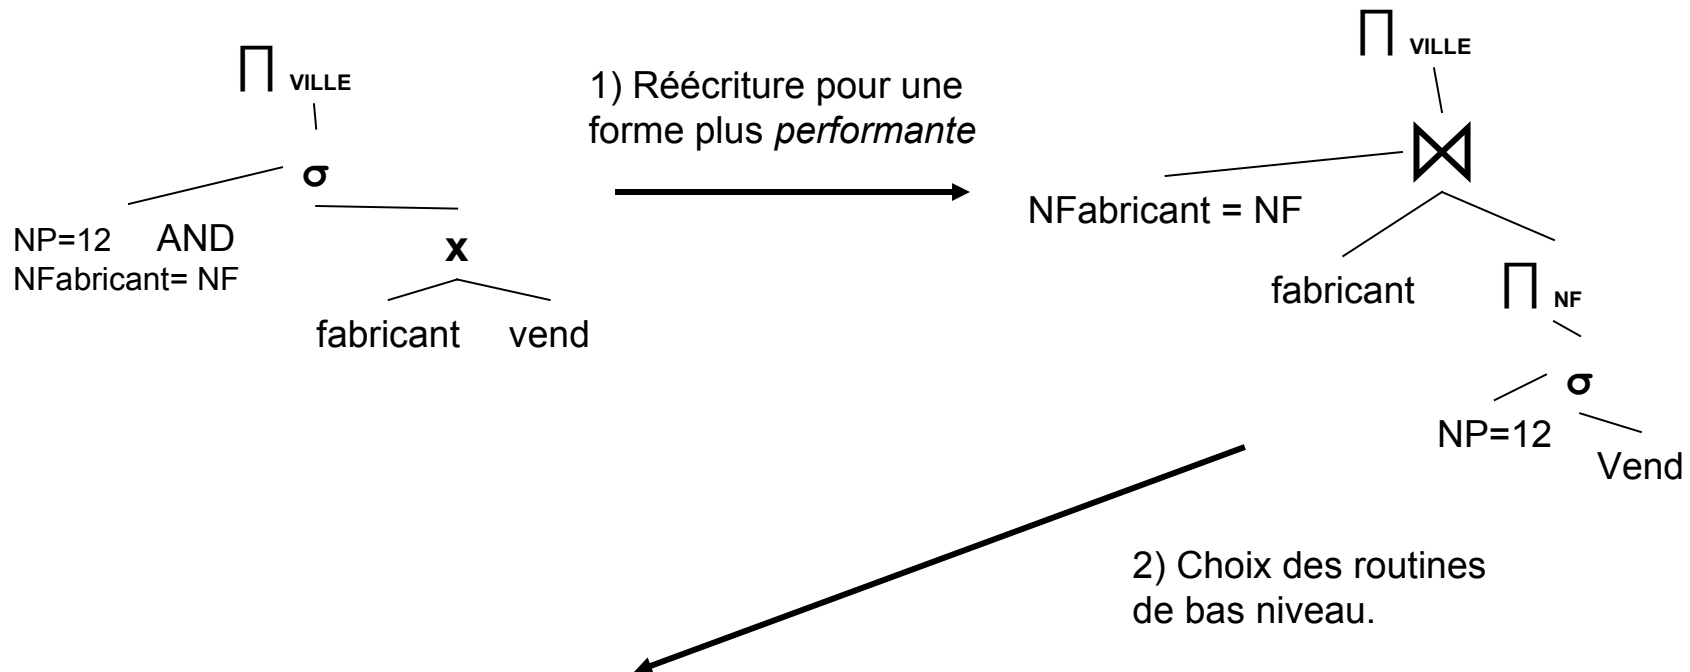 ∏ VILLE
σ
NP=12 AND
NFabricant= NF
x
fabricant vend
1) Réécriture pour une
forme plus performante
∏ VILLE
⋈
NFabricant = NF
fabricant
∏ NF
σ
NP=12
Vend
2) Choix des routines
de bas niveau.